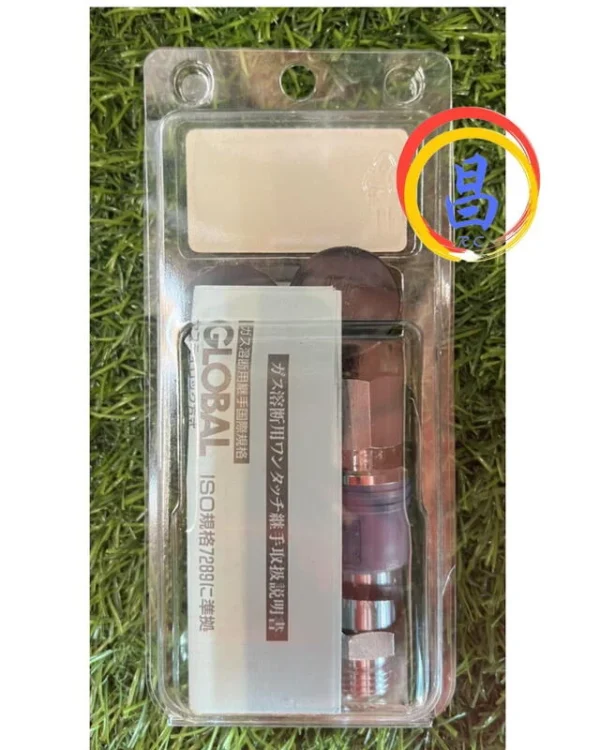 昌
C.C
ガス溶断用ワンタッチ継手取扱説明書
ガス溶断用継手国際規格
GLOBAL
ISO規格7289に準拠